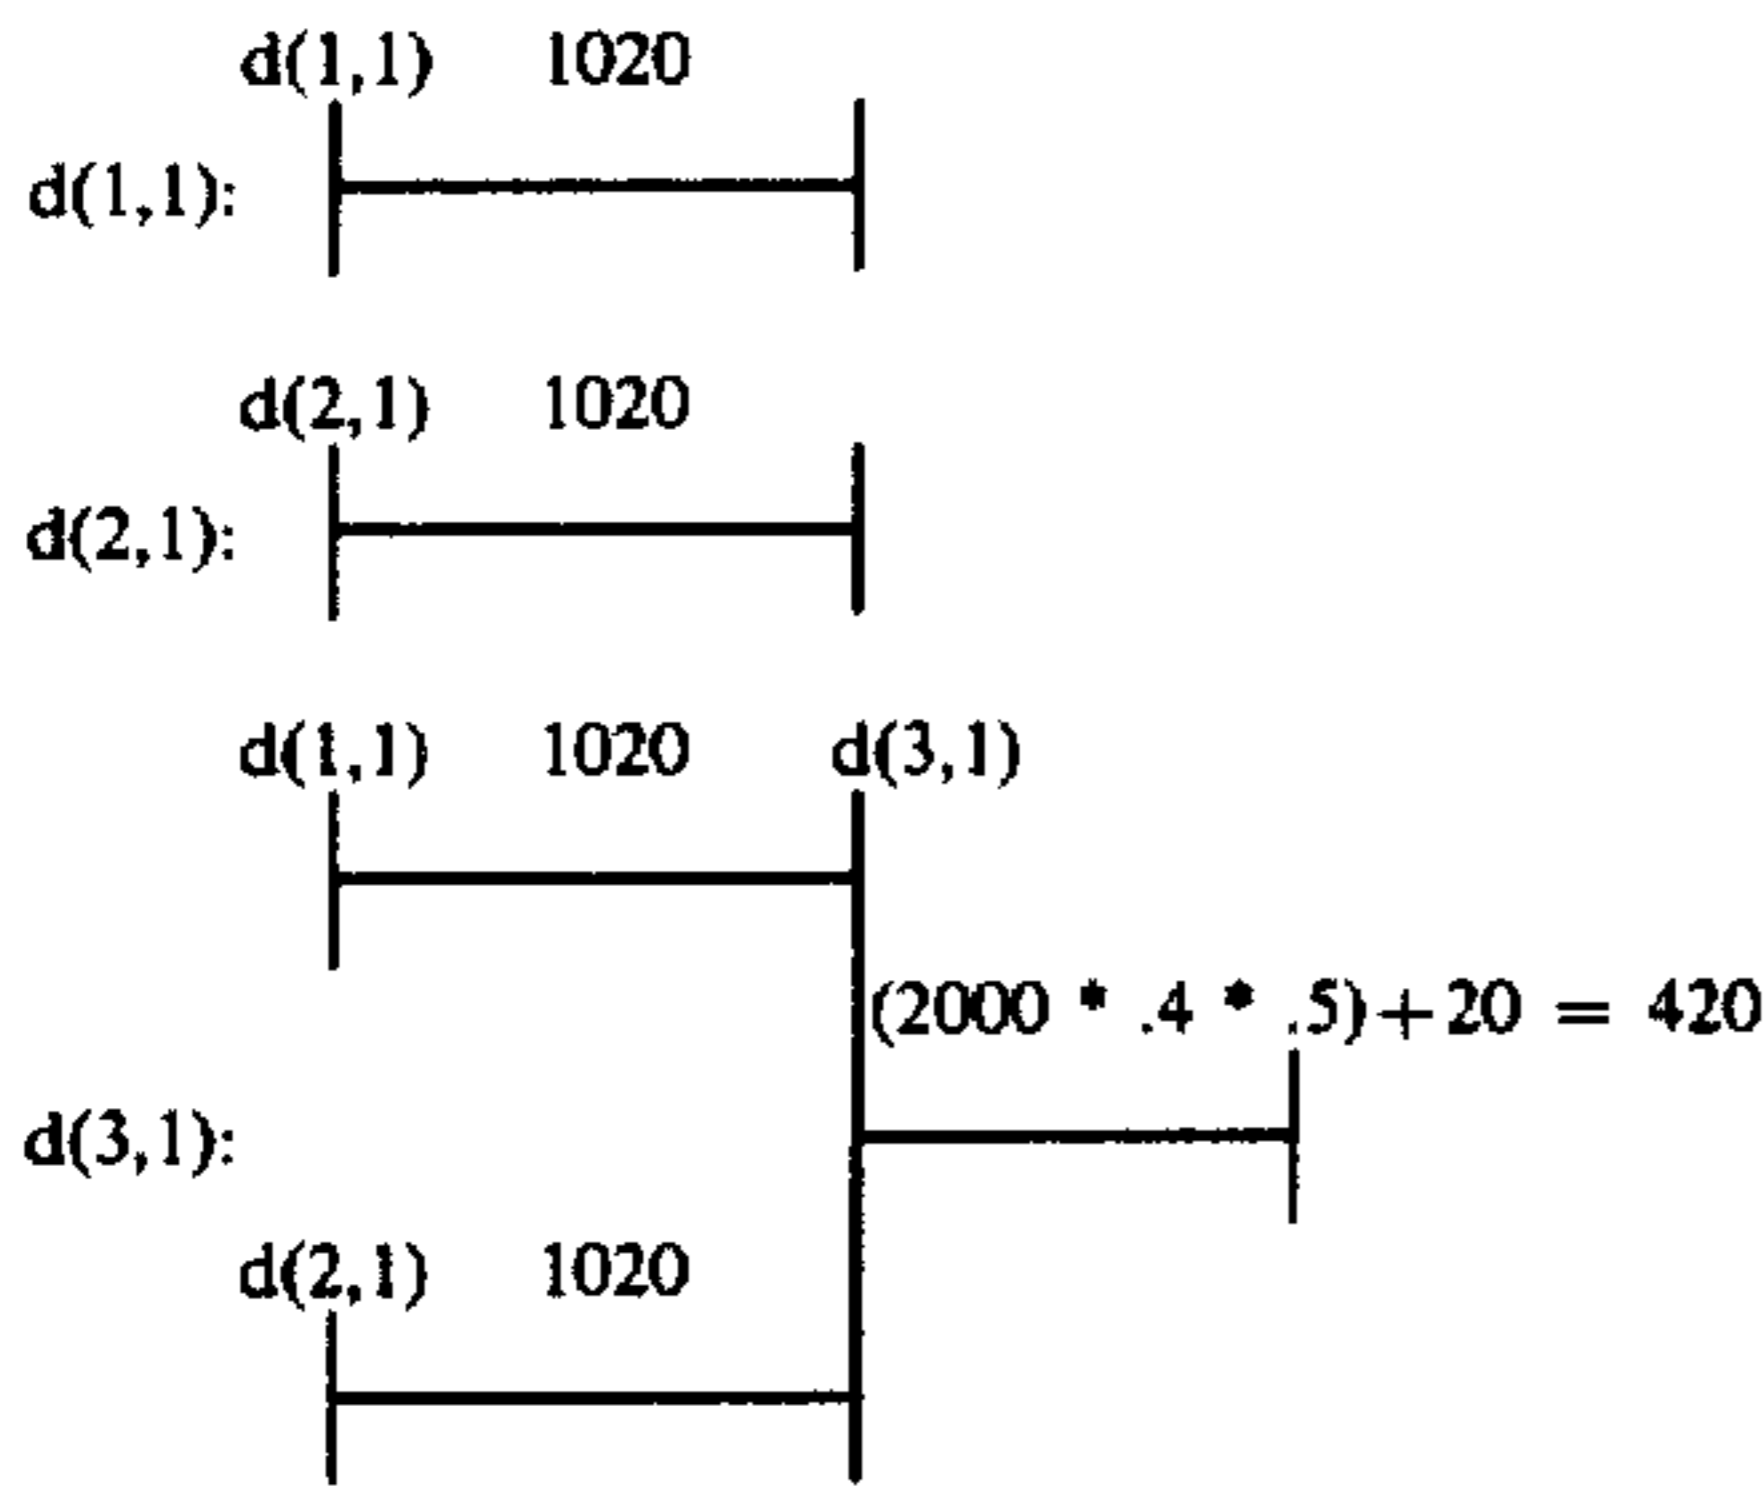 d(1,1) 1020
d(1,1):
d(2,1) 1020
d(2,1):
d(1,1) 1020 d(3,1)
(2000 * .4 * .5)+20 = 420
d(3,1):
d(2,1) 1020